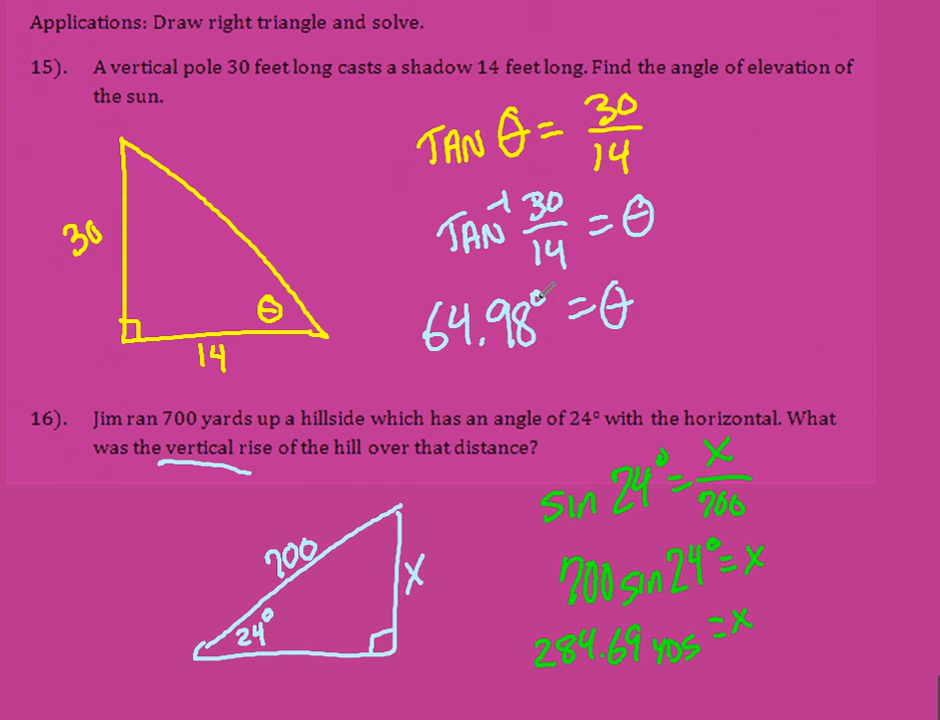 Applications: Draw right triangle and solve.
15). A vertical pole 30 feet long casts a shadow 14 feet long. Find the angle of elevation of
the sun.
TAN θ = 30/14
30
θ
14
TAN⁻¹ 30/14 = θ
64.98° = θ
16). Jim ran 700 yards up a hillside which has an angle of 24° with the horizontal. What
was the vertical rise of the hill over that distance?
sin 24° = x/700
700
x
24°
700 sin 24° = x
284.69 YDS = x